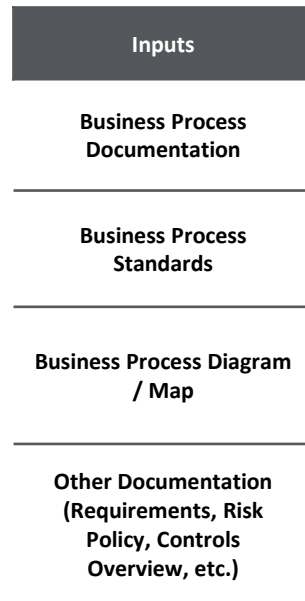 Inputs
Business Process
Documentation
Business Process
Standards
Business Process Diagram
/ Map
Other Documentation
(Requirements, Risk
Policy, Controls
Overview, etc.)